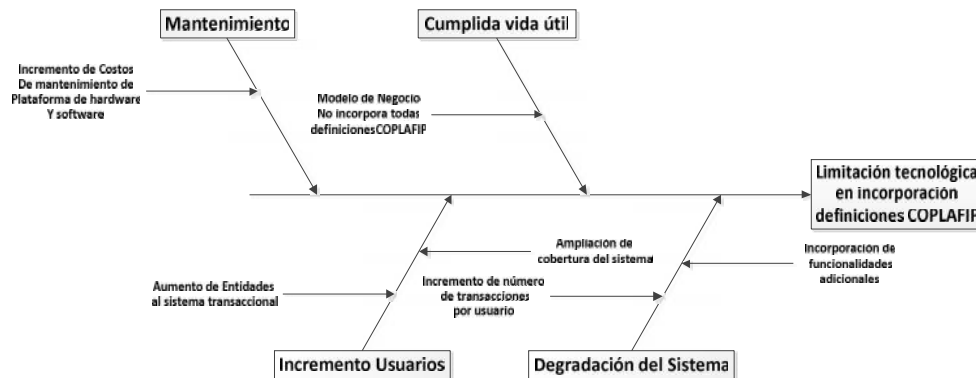 Mantenimiento
Cumplida vida útil
Incremento de Costos
De mantenimiento de
Plataforma de hardware
Y software
Modelo de Negocio
No incorpora todas
definicionesCOPLAFIP
Limitación tecnológica
en incorporación
definiciones COPLAFIP
Ampliación de
cobertura del sistema
Incorporación de
funcionalidades
adicionales
Aumento de Entidades
al sistema transaccional
Incremento de número
de transacciones
por usuario
Incremento Usuarios
Degradación del Sistema